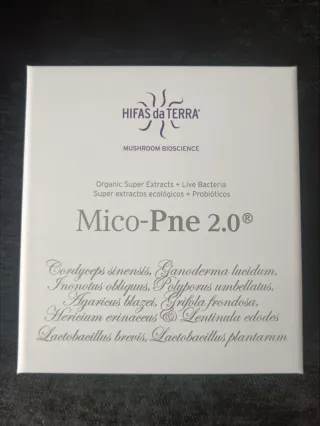 HIFAS da TERRA®
MUSHROOM BIOSCIENCE
Organic Super Extracts + Live Bacteria
Super extractos ecológicos + Probióticos
Mico-Pne 2.0®
Cordyceps sinensis, Ganoderma lucidum,
Inonotus obliquus, Polyporus umbellatus,
Agaricus blazei, Grifola frondosa,
Hericium erinaceus & Lentinula edodes
Lactobacillus brevis, Lactobacillus plantarum